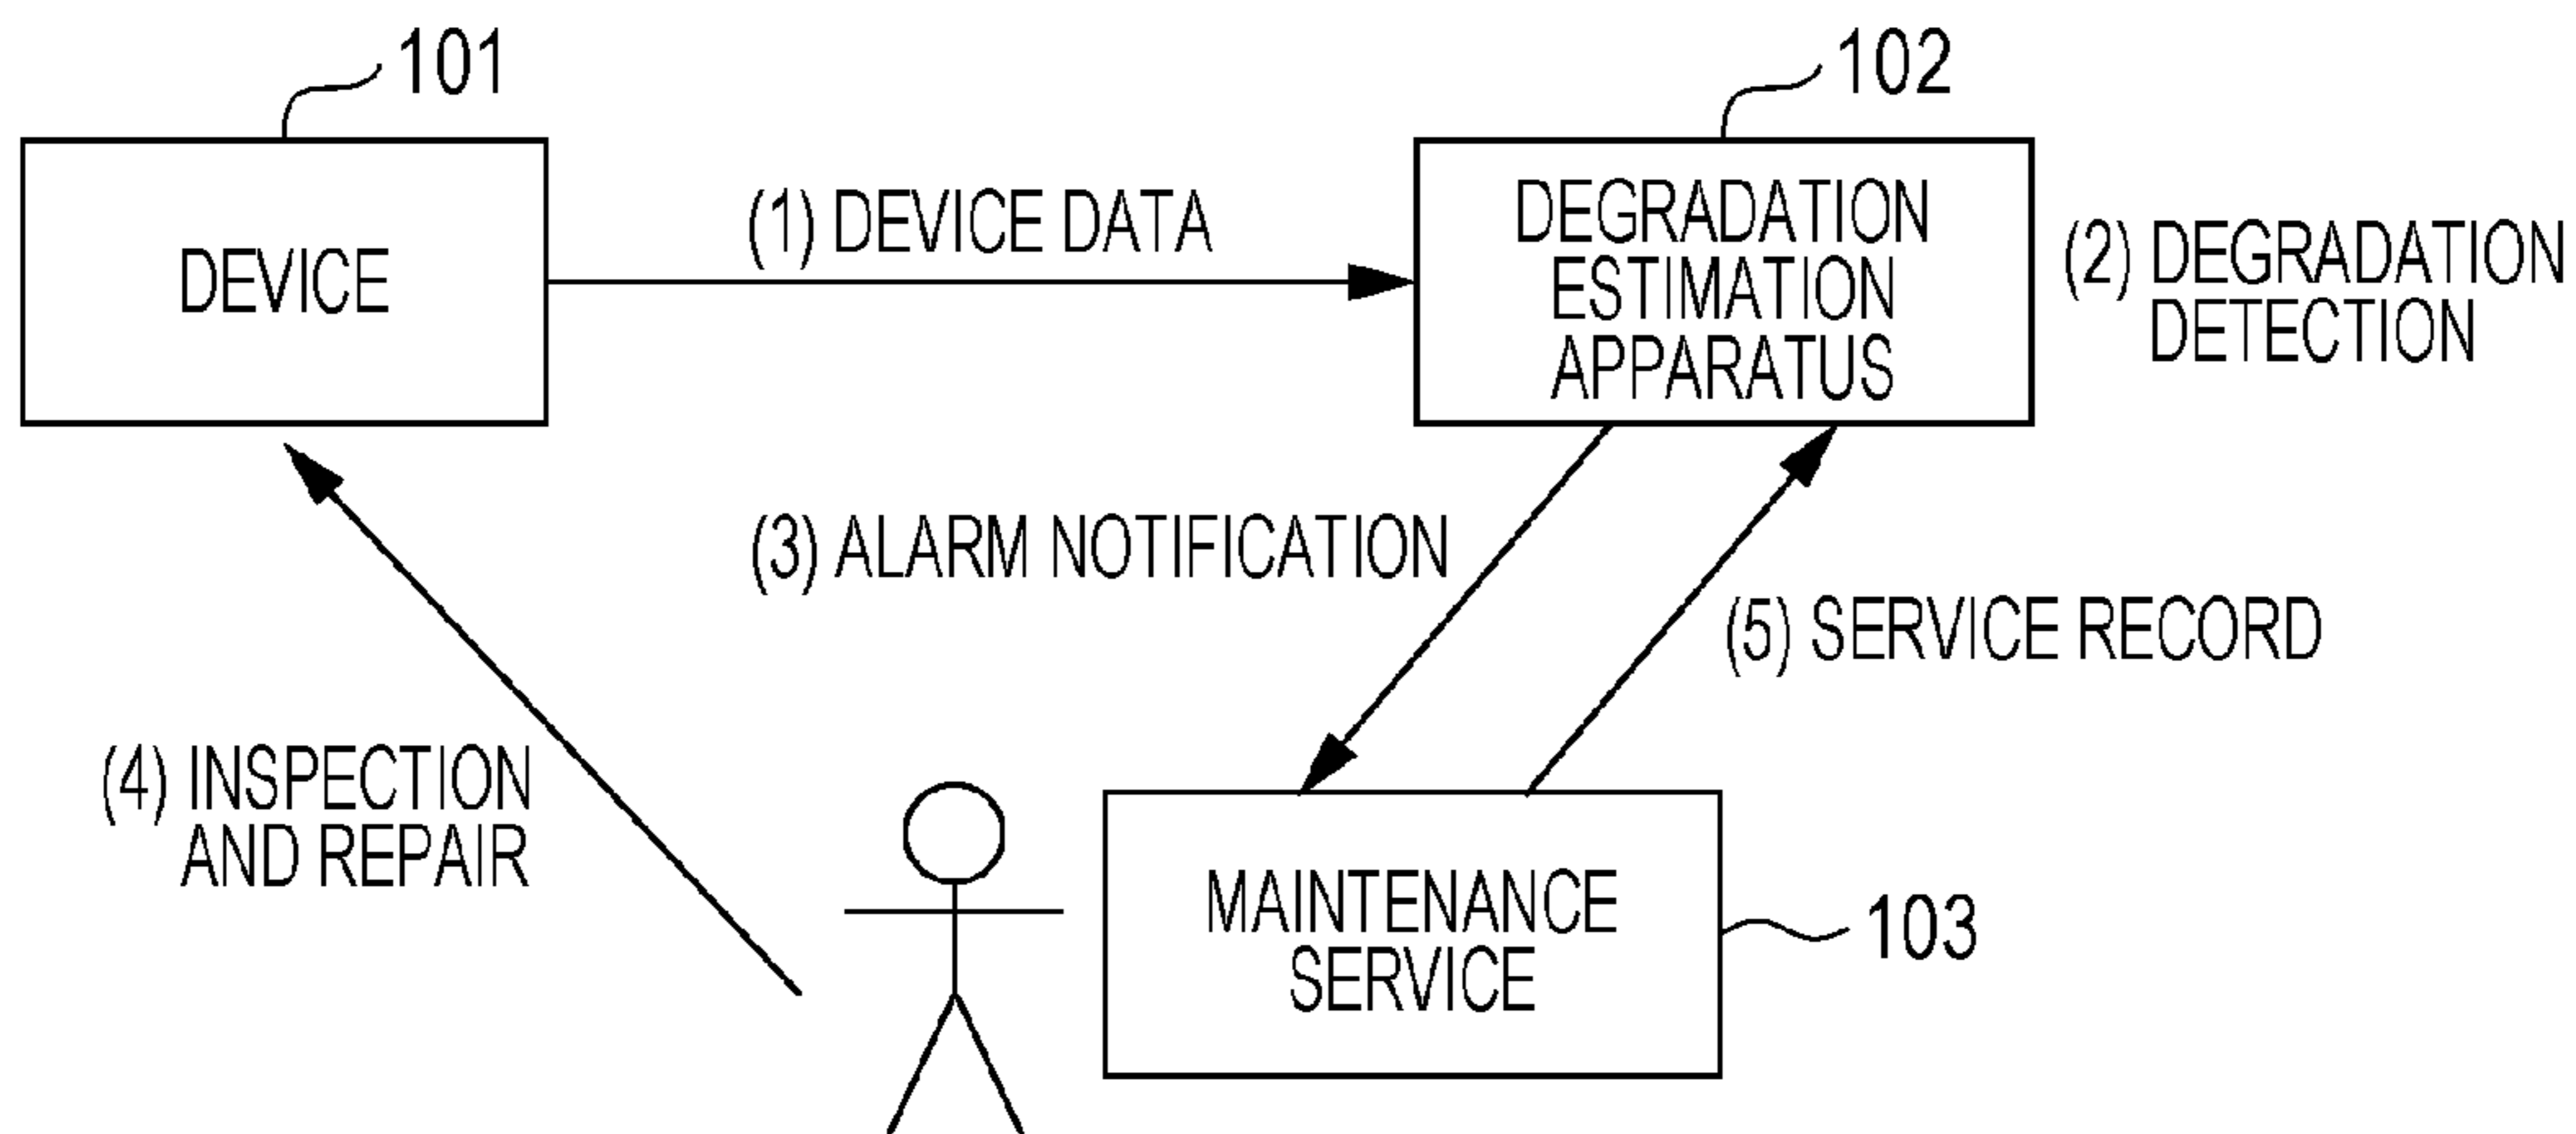 101
102
DEVICE
(1) DEVICE DATA
DEGRADATION
ESTIMATION
APPARATUS
(2) DEGRADATION
DETECTION
(3) ALARM NOTIFICATION
(5) SERVICE RECORD
(4) INSPECTION
AND REPAIR
MAINTENANCE
SERVICE
103